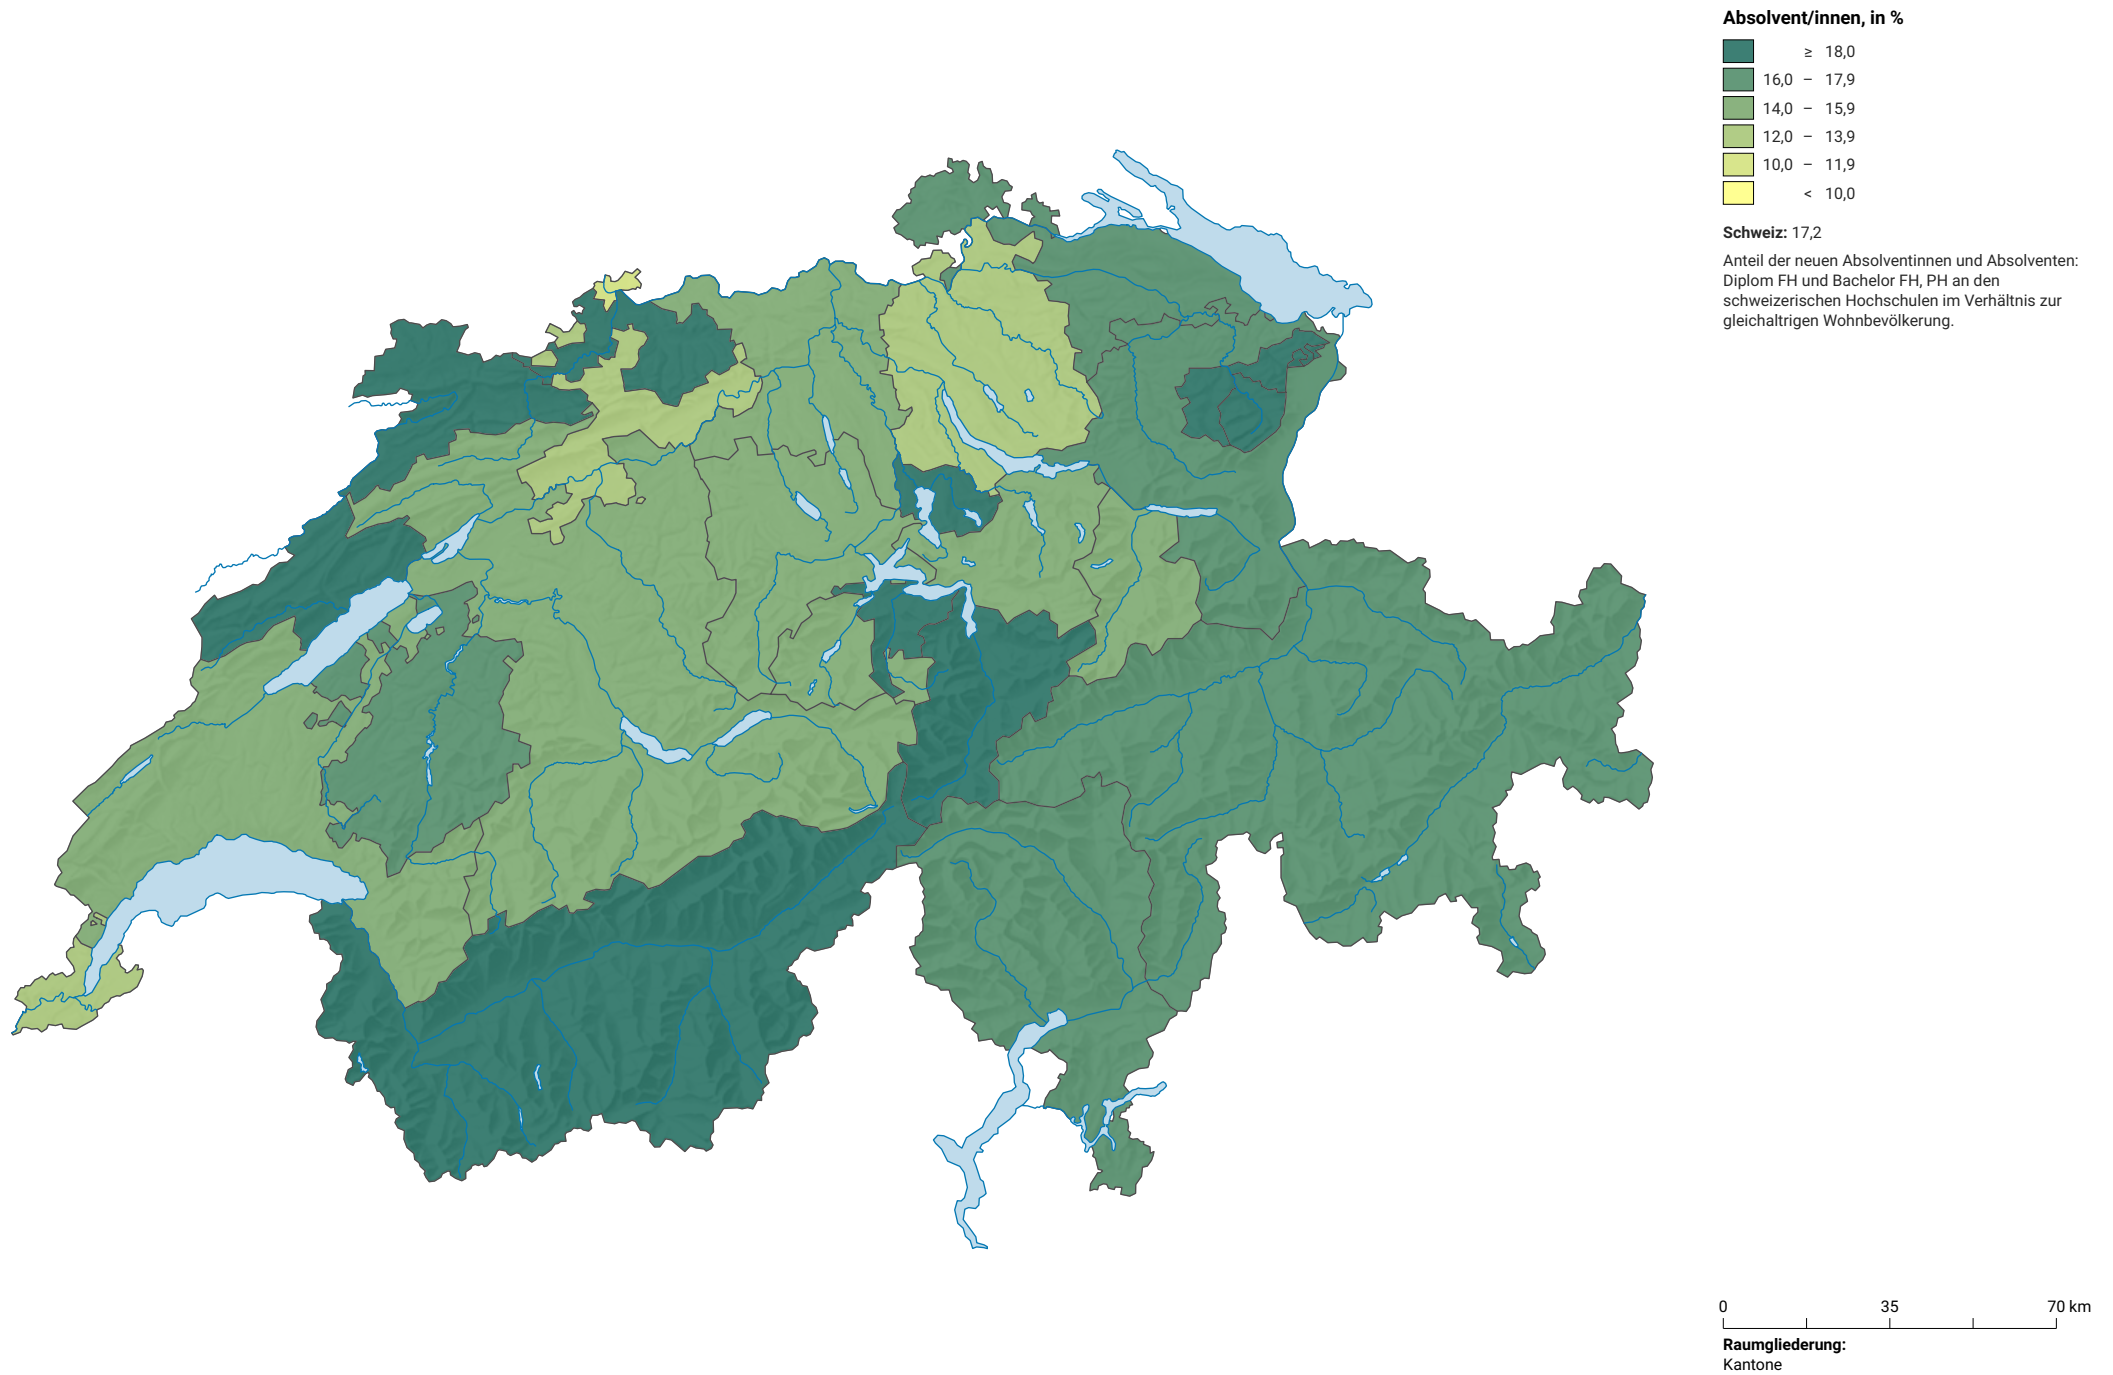 Absolvent/innen, in %
≥ 18,0
16,0 – 17,9
14,0 – 15,9
12,0 – 13,9
10,0 – 11,9
< 10,0
Schweiz: 17,2
Anteil der neuen Absolventinnen und Absolventen:
Diplom FH und Bachelor FH, PH an den
schweizerischen Hochschulen im Verhältnis zur
gleichaltrigen Wohnbevölkerung.
0 35 70 km
Raumgliederung:
Kantone